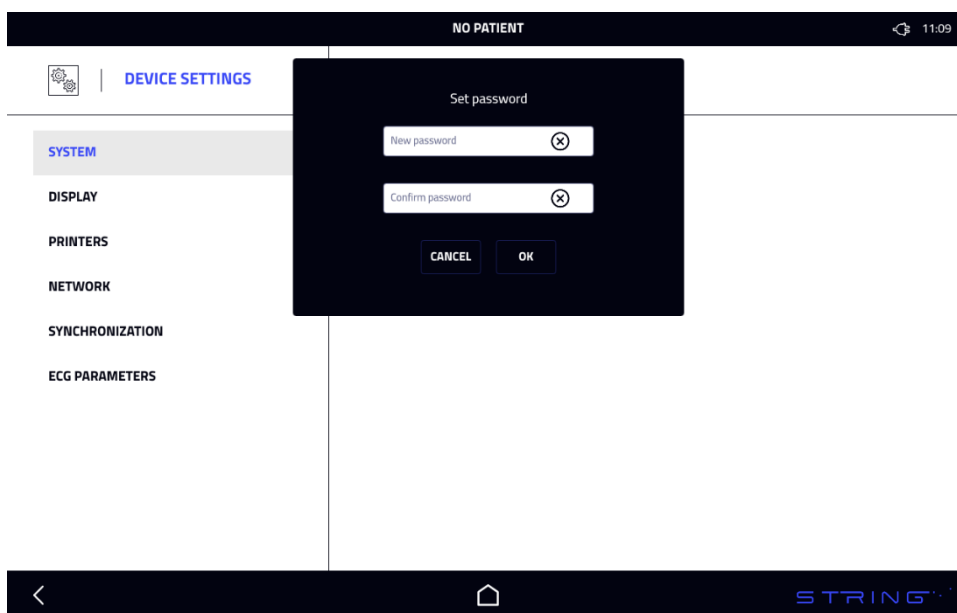 NO PATIENT
11:09
DEVICE SETTINGS
Set password
New password
Confirm password
CANCEL
OK
SYSTEM
DISPLAY
PRINTERS
NETWORK
SYNCHRONIZATION
ECG PARAMETERS
STRING